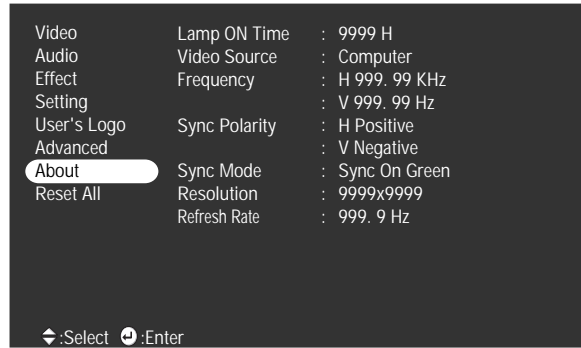 Video Lamp ON Time : 9999 H
Audio Video Source : Computer
Effect Frequency : H 999. 99 KHz
Setting : V 999. 99 Hz
User's Logo Sync Polarity : H Positive
Advanced : V Negative
About Sync Mode : Sync On Green
Reset All Resolution : 9999x9999
Refresh Rate : 999. 9 Hz
:Select :Enter